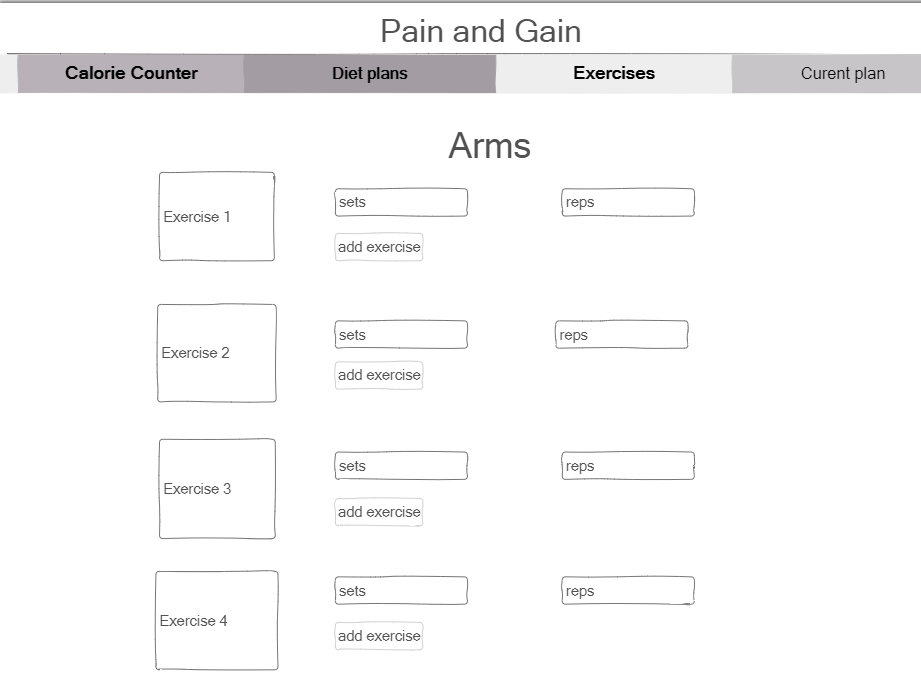 Pain and Gain
Calorie Counter Diet plans Exercises Curent plan
Arms
Exercise 1 sets reps
add exercise
Exercise 2 sets reps
add exercise
Exercise 3 sets reps
add exercise
Exercise 4 sets reps
add exercise